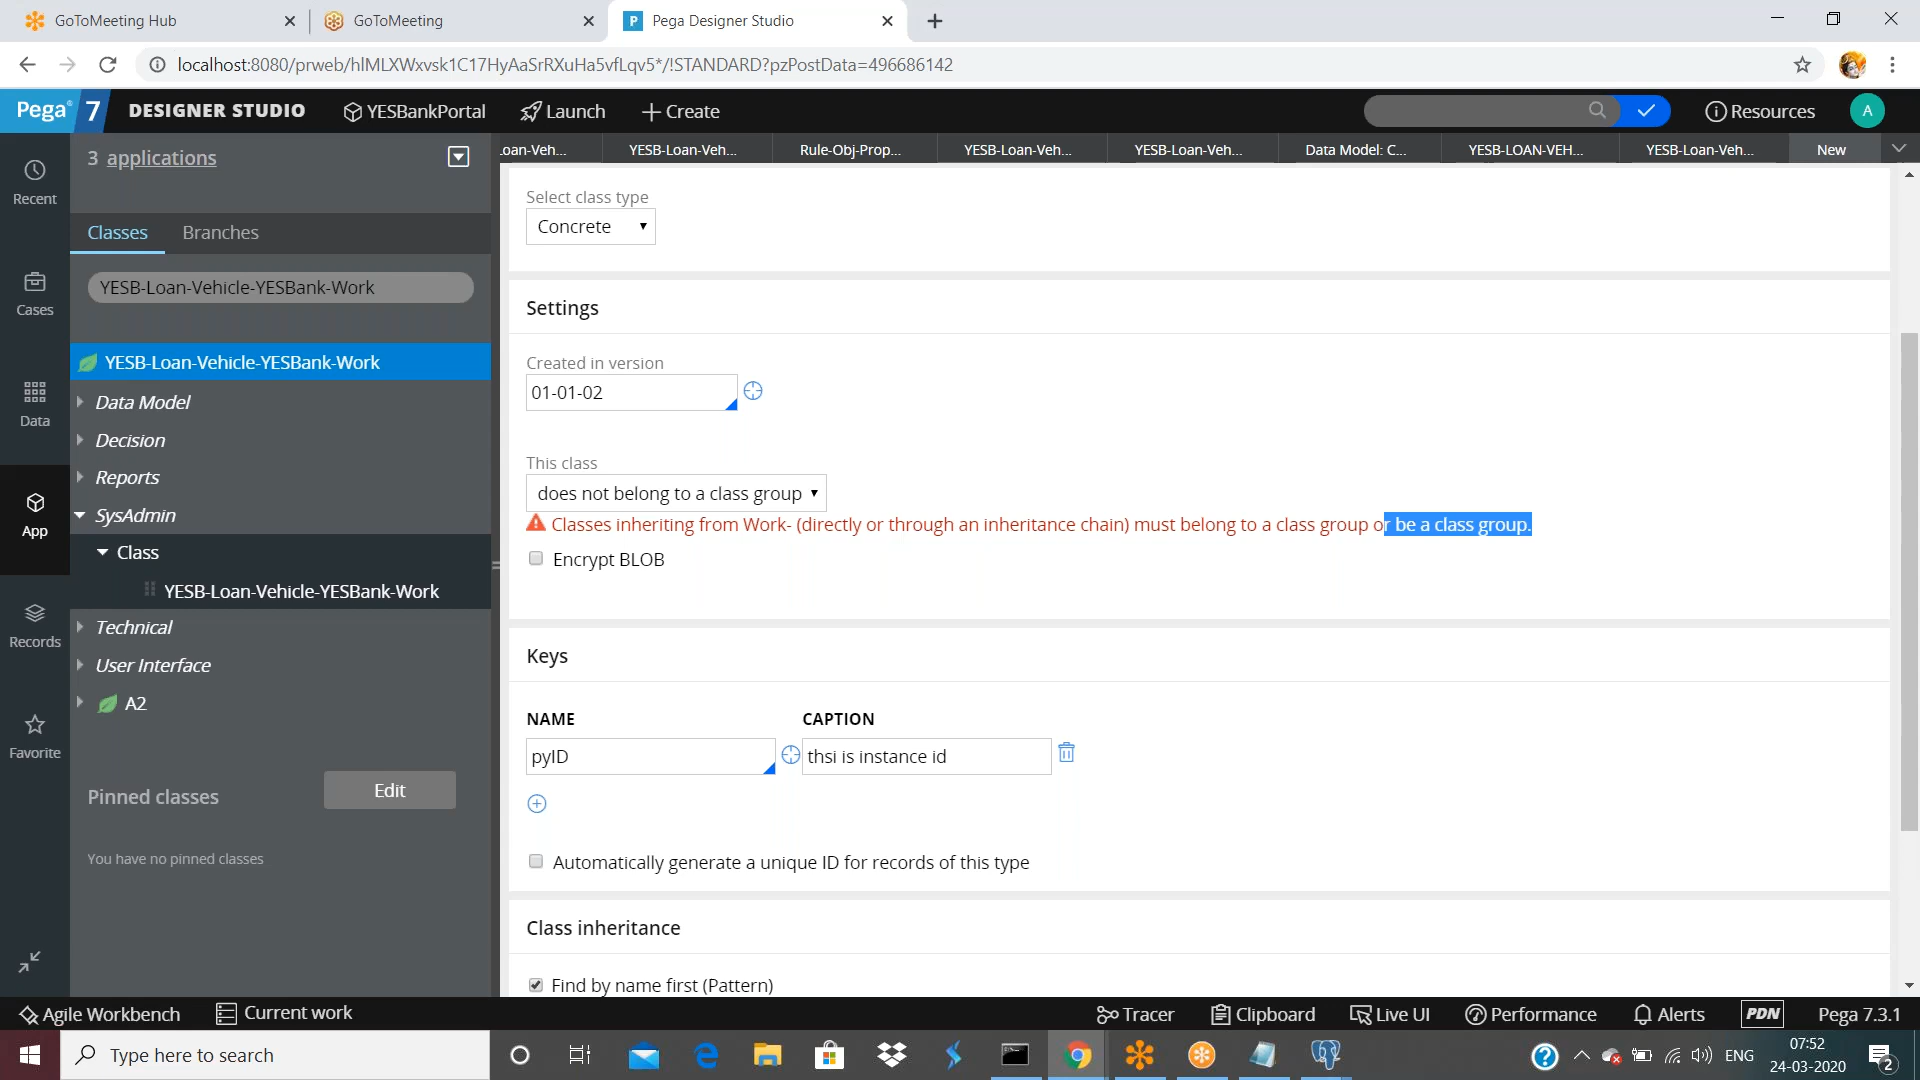 GoToMeeting Hub
GoToMeeting
P Pega Designer Studio
localhost:8080/prweb/hlMLXWxvsk1C17HyAaSrRXuHa5vfLqv5*/!STANDARD?pzPostData=496686142
Pega 7 DESIGNER STUDIO YESBankPortal Launch Create Resources A
3 applications
oan-Veh... YESB-Loan-Veh... Rule-Obj-Prop... YESB-Loan-Veh... YESB-Loan-Veh... Data Model: C... YESB-LOAN-VEH... YESB-Loan-Veh... New
Recent
Cases
Data
App
Records
Favorite
Classes Branches
YESB-Loan-Vehicle-YESBank-Work
YESB-Loan-Vehicle-YESBank-Work
Data Model
Decision
Reports
SysAdmin
Class
YESB-Loan-Vehicle-YESBank-Work
Technical
User Interface
A2
Pinned classes Edit
You have no pinned classes
Select class type
Concrete
Settings
Created in version
01-01-02
This class
does not belong to a class group
Classes inheriting from Work- (directly or through an inheritance chain) must belong to a class group or be a class group.
Encrypt BLOB
Keys
NAME CAPTION
pyID thsi is instance id
Automatically generate a unique ID for records of this type
Class inheritance
Find by name first (Pattern)
Agile Workbench Current work Tracer Clipboard Live UI Performance Alerts PDN Pega 7.3.1
Type here to search
ENG
07:52
24-03-2020
2